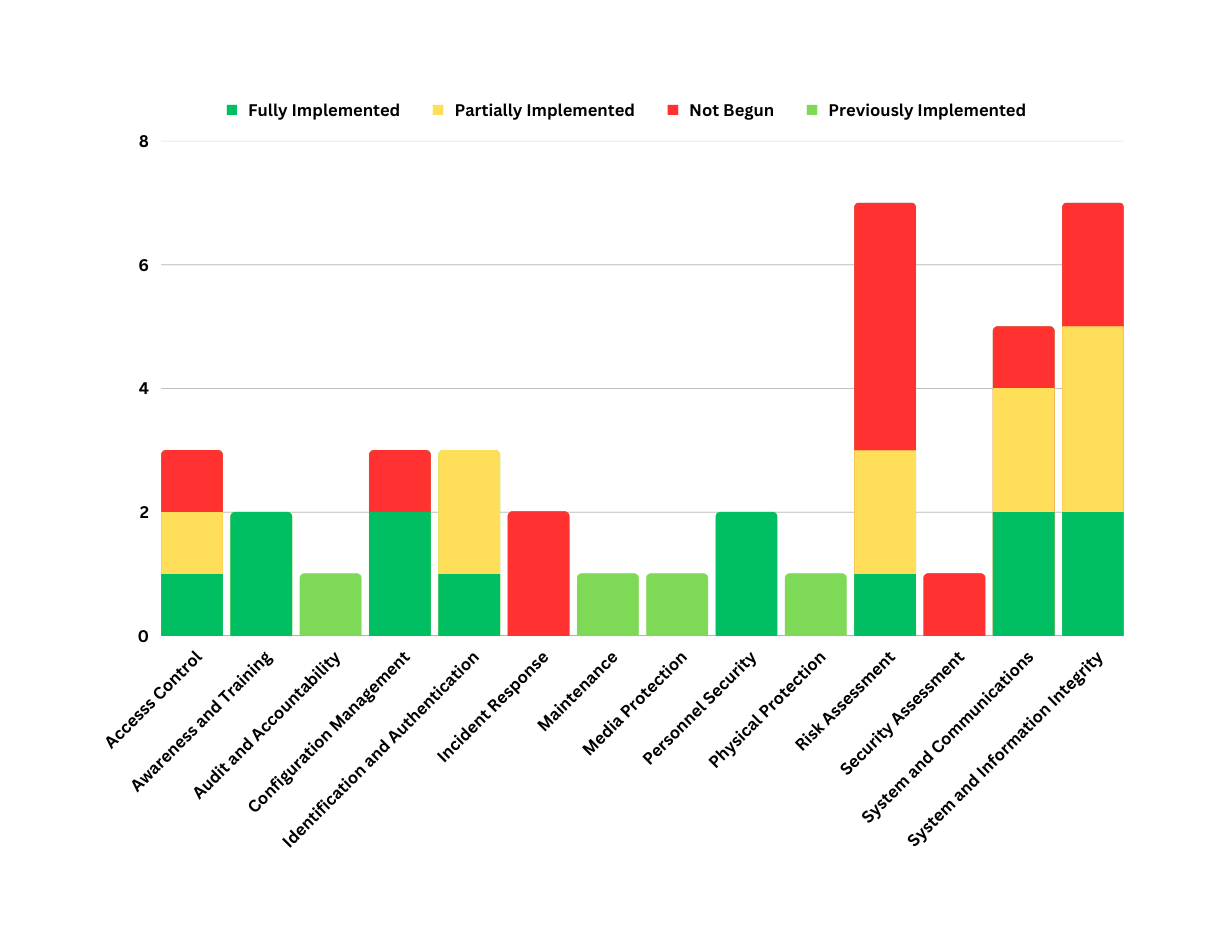 Fully Implemented
Partially Implemented
Not Begun
Previously Implemented
8
6
4
2
0
Accesss Control
Awareness and Training
Audit and Accountability
Configuration Management
Identification and Authentication
Incident Response
Maintenance
Media Protection
Personnel Security
Physical Protection
Risk Assessment
Security Assessment
System and Communications
System and Information Integrity